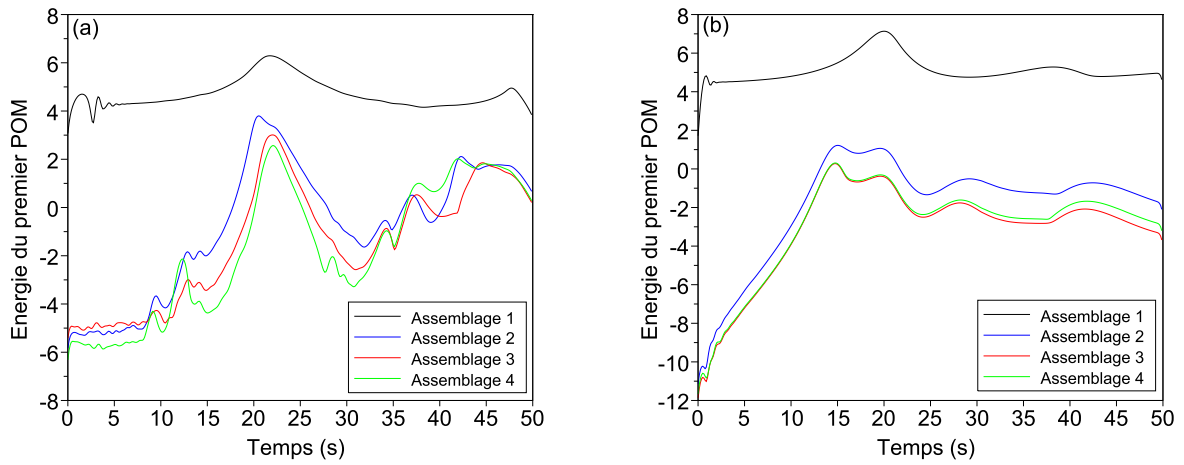 (a)
Energie du premier POM
8
6
4
2
0
-2
-4
-6
-8
0 5 10 15 20 25 30 35 40 45 50
Temps (s)
Assemblage 1
Assemblage 2
Assemblage 3
Assemblage 4
(b)
Energie du premier POM
8
6
4
2
0
-2
-4
-6
-8
-10
-12
0 5 10 15 20 25 30 35 40 45 50
Temps (s)
Assemblage 1
Assemblage 2
Assemblage 3
Assemblage 4